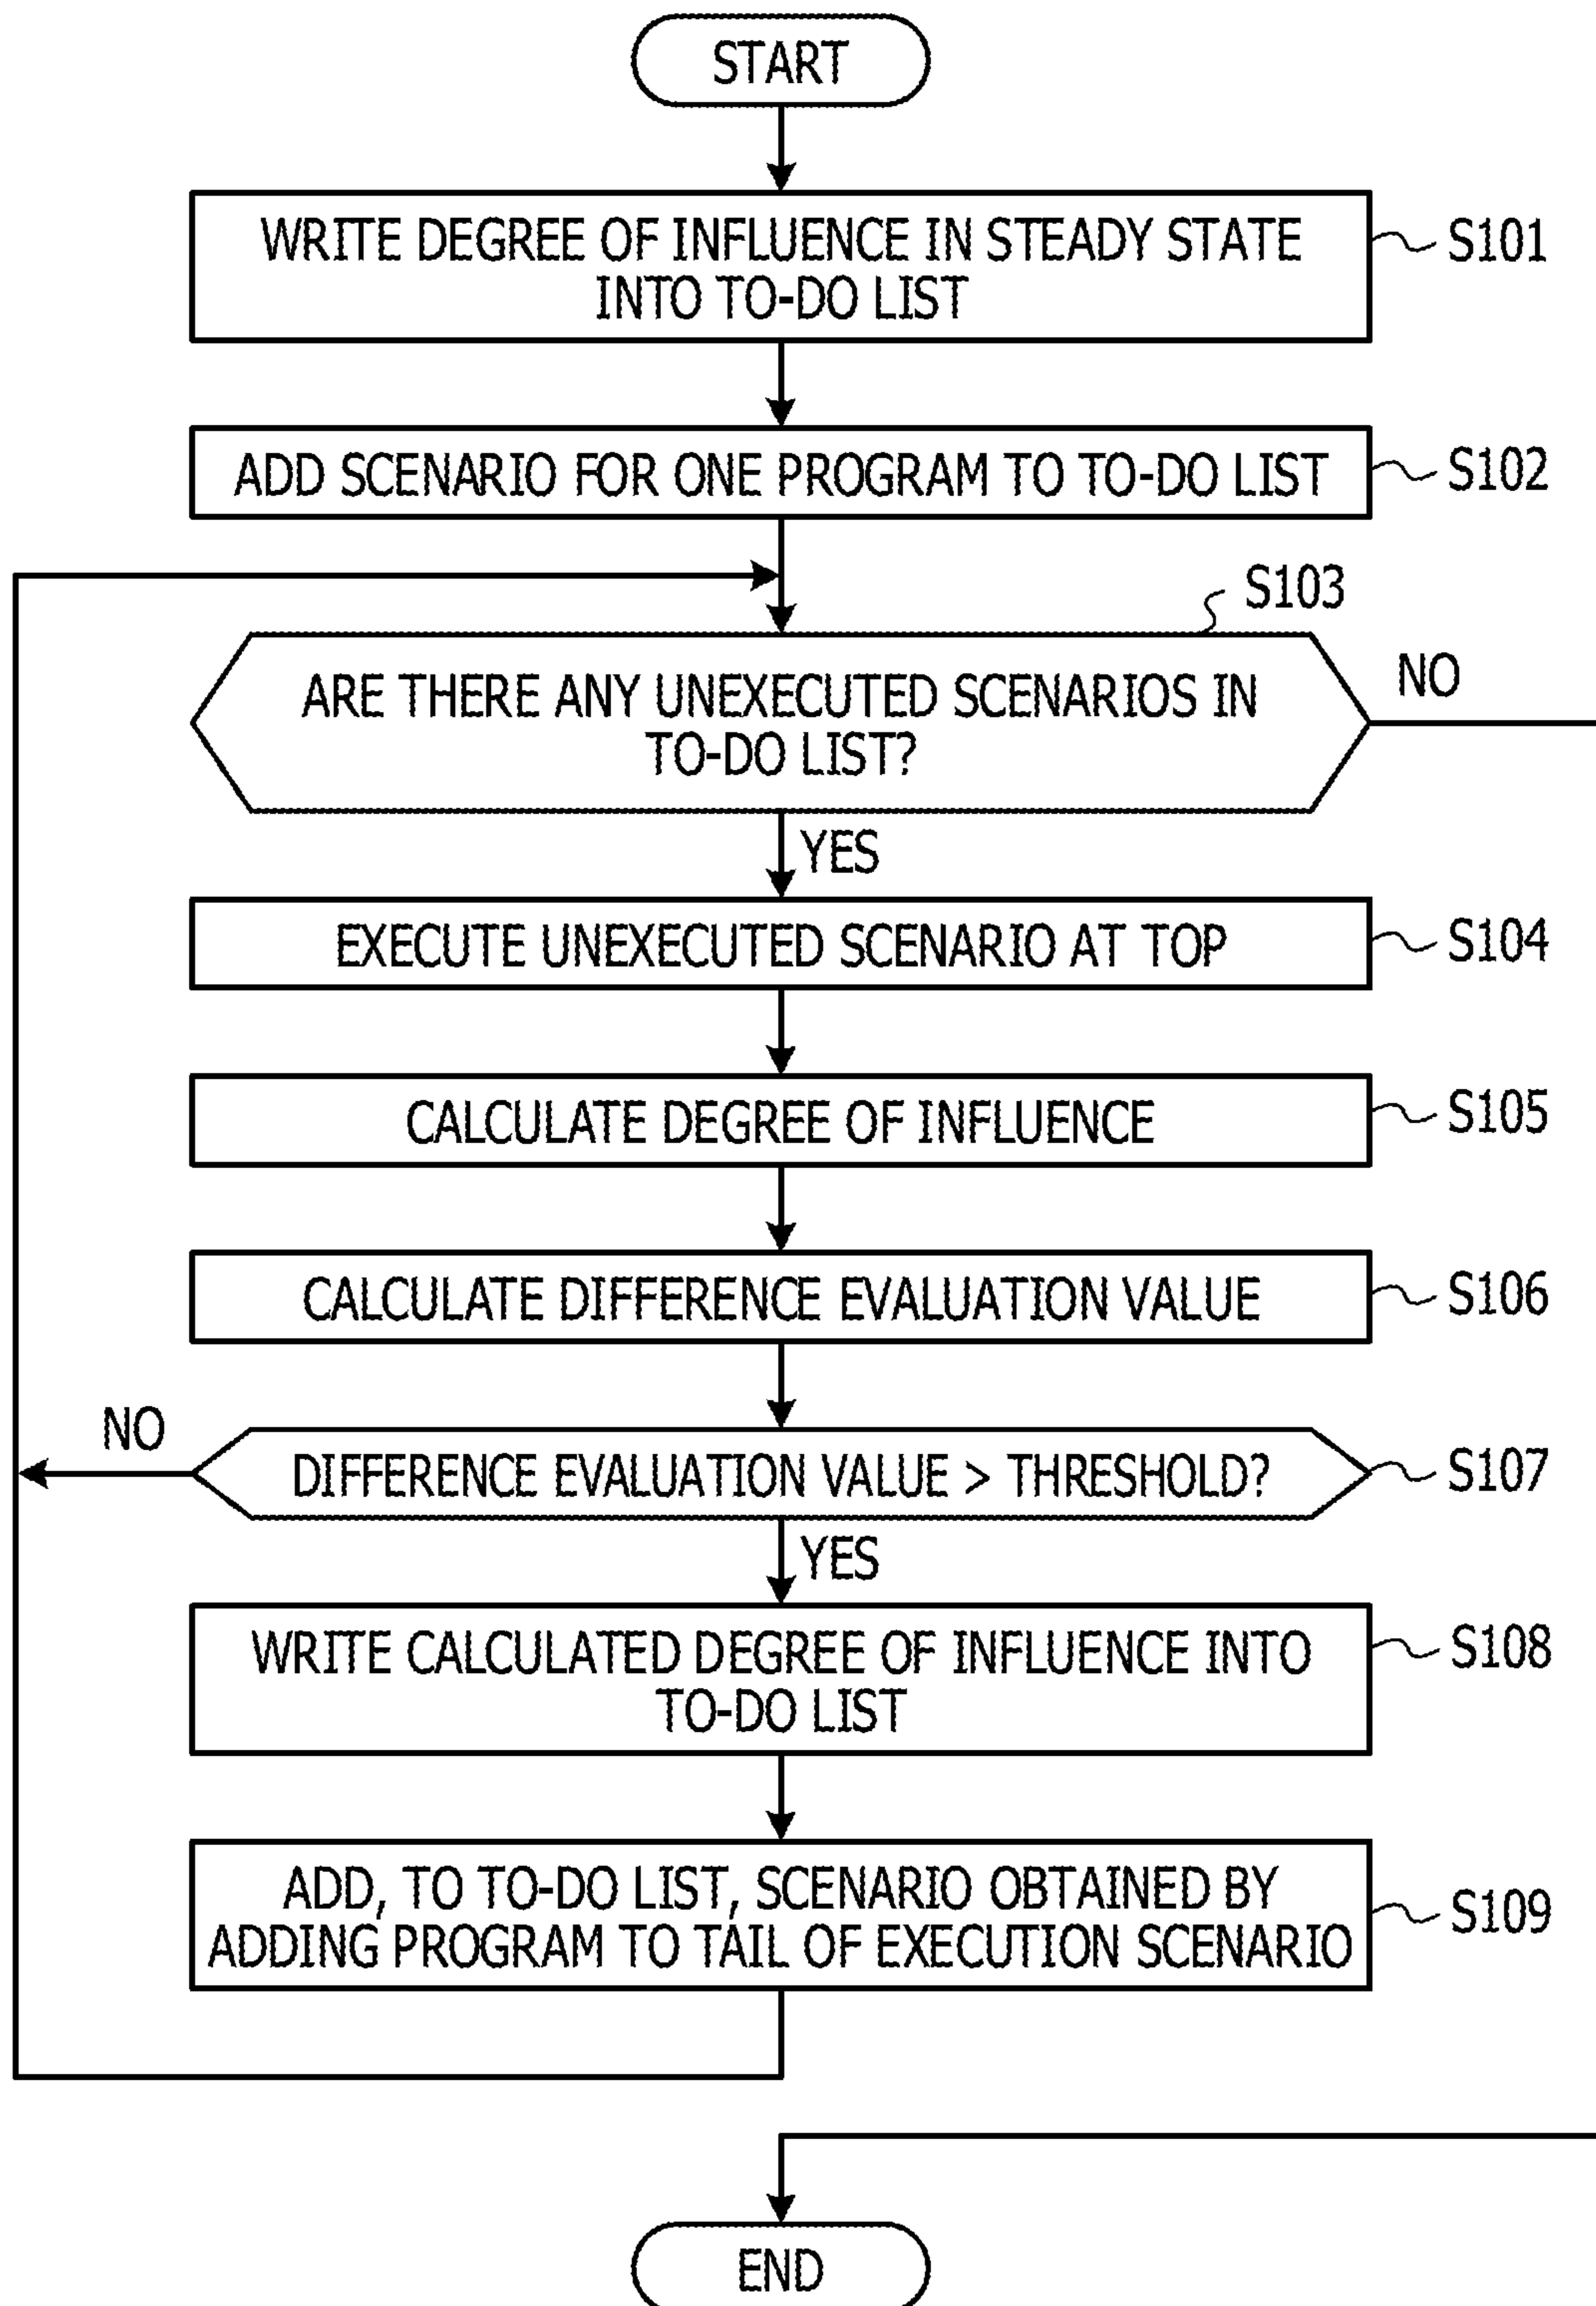 START
WRITE DEGREE OF INFLUENCE IN STEADY STATE
INTO TO-DO LIST
S101
ADD SCENARIO FOR ONE PROGRAM TO TO-DO LIST
S102
S103
ARE THERE ANY UNEXECUTED SCENARIOS IN
TO-DO LIST?
NO
YES
EXECUTE UNEXECUTED SCENARIO AT TOP
S104
CALCULATE DEGREE OF INFLUENCE
S105
CALCULATE DIFFERENCE EVALUATION VALUE
S106
NO
DIFFERENCE EVALUATION VALUE > THRESHOLD?
S107
YES
WRITE CALCULATED DEGREE OF INFLUENCE INTO
TO-DO LIST
S108
ADD, TO TO-DO LIST, SCENARIO OBTAINED BY
ADDING PROGRAM TO TAIL OF EXECUTION SCENARIO
S109
END